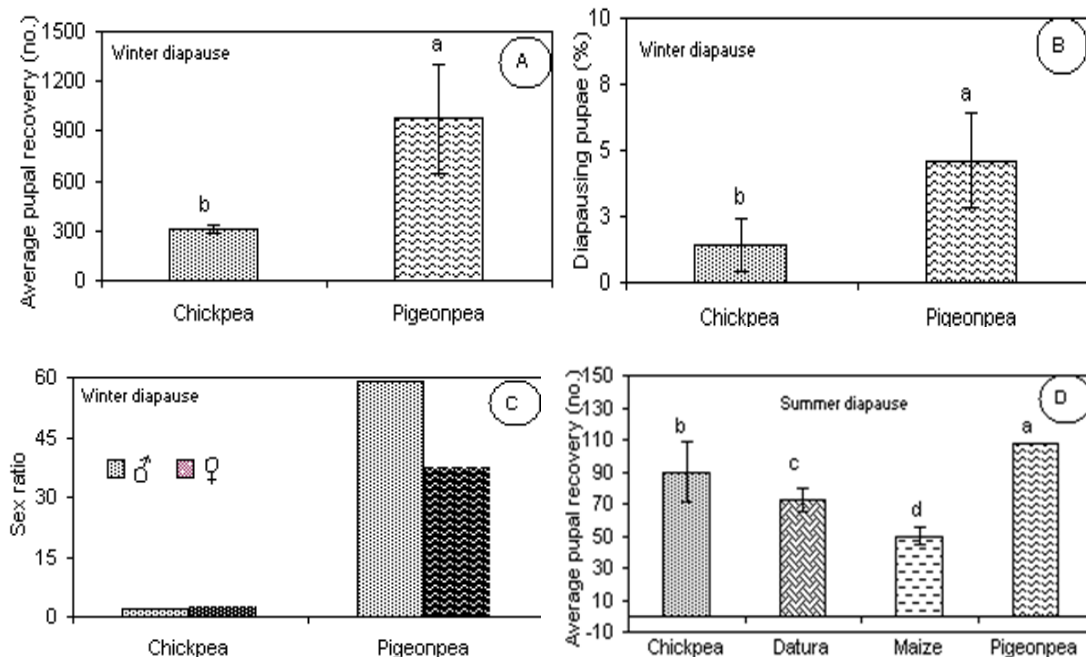 Average pupal recovery (no.)
1500
1200
900
600
300
0
Winter diapause
A
b
a
Chickpea
Pigeonpea
Diapausing pupae (%)
10
8
5
3
0
Winter diapause
B
b
a
Chickpea
Pigeonpea
Sex ratio
60
45
30
15
0
Winter diapause
C
♂ ♀
Chickpea
Pigeonpea
Average pupal recovery (no.)
150
130
110
90
70
50
30
10
-10
Summer diapause
D
b
c
d
a
Chickpea
Datura
Maize
Pigeonpea